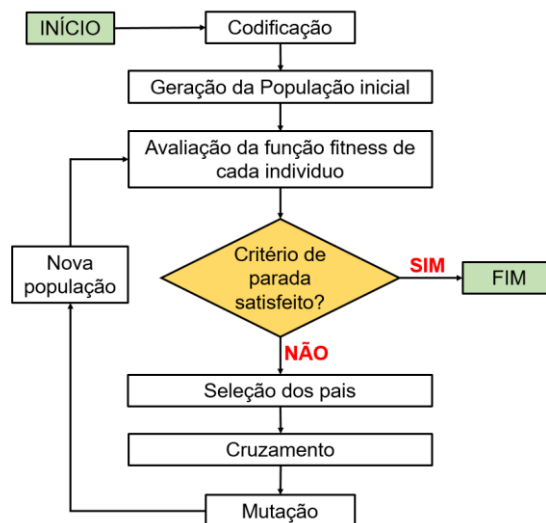 INÍCIO
Codificação
Geração da População inicial
Avaliação da função fitness de
cada individuo
Critério de
parada
satisfeito?
SIM
FIM
NÃO
Seleção dos pais
Cruzamento
Mutação
Nova
população